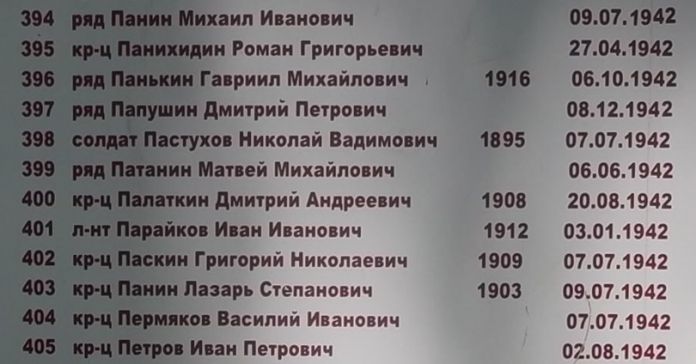 394 ряд Панин Михаил Иванович 09.07.1942
395 кр-ц Панихидин Роман Григорьевич 27.04.1942
396 ряд Панькин Гавриил Михайлович 1916 06.10.1942
397 ряд Папушин Дмитрий Петрович 08.12.1942
398 солдат Пастухов Николай Вадимович 1895 07.07.1942
399 ряд Патанин Матвей Михайлович 06.06.1942
400 кр-ц Палаткин Дмитрий Андреевич 1908 20.08.1942
401 л-нт Парайков Иван Иванович 1912 03.01.1942
402 кр-ц Паскин Григорий Николаевич 1909 07.07.1942
403 кр-ц Панин Лазарь Степанович 1903 09.07.1942
404 кр-ц Пермяков Василий Иванович 07.07.1942
405 кр-ц Петров Иван Петрович 02.08.1942